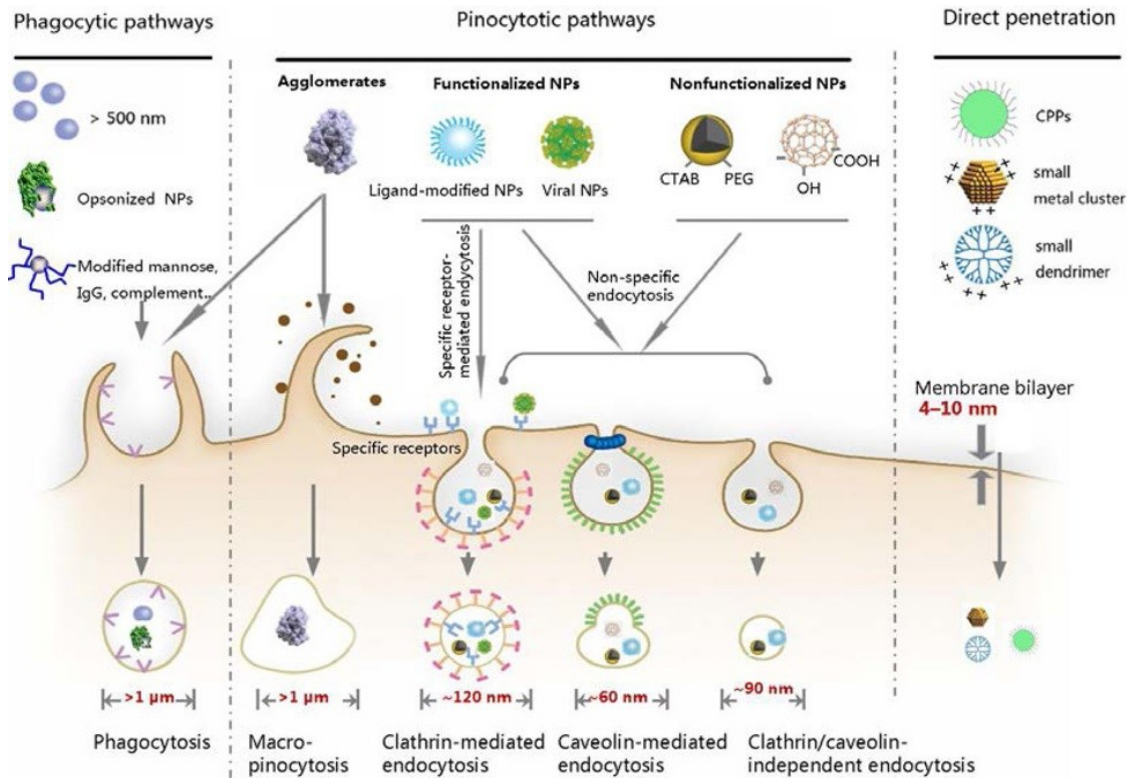 Phagocytic pathways
Pinocytotic pathways
Direct penetration
> 500 nm
Opsonized NPs
Modified mannose,
IgG, complement..
Agglomerates
Functionalized NPs
Nonfunctionalized NPs
Ligand-modified NPs
Viral NPs
CTAB
PEG
COOH
OH
CPPs
small
metal cluster
++
small
dendrimer
Specific receptor-
mediated endycytosis
Non-specific
endocytosis
Membrane bilayer
4–10 nm
Specific receptors
>1 μm
>1 μm
~120 nm
~60 nm
~90 nm
Phagocytosis
Macro-
pinocytosis
Clathrin-mediated
endocytosis
Caveolin-mediated
endocytosis
Clathrin/caveolin-
independent endocytosis